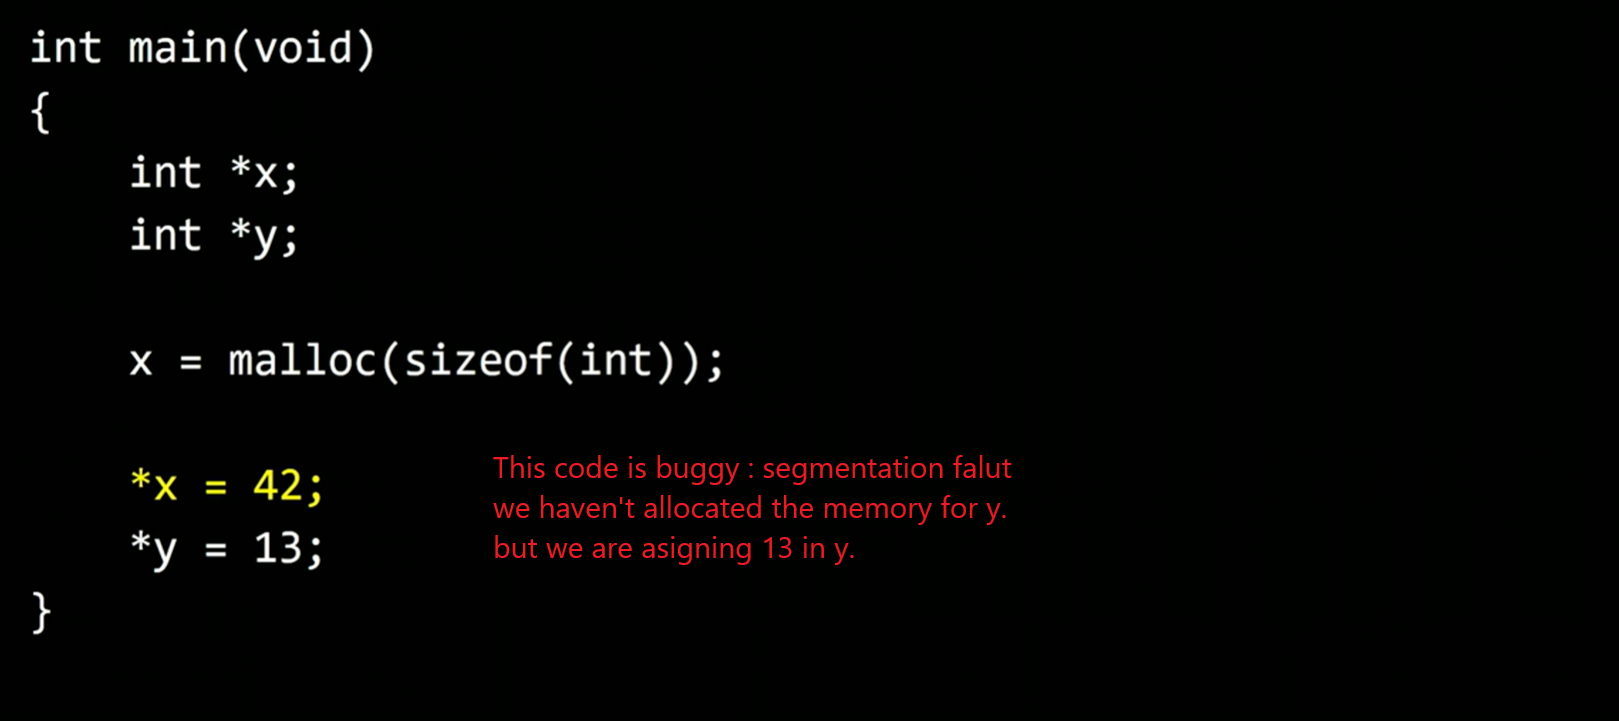 int main(void)
{
    int *x;
    int *y;
    x = malloc(sizeof(int));
    *x = 42;
    *y = 13;
}
This code is buggy : segmentation falut
we haven't allocated the memory for y.
but we are asigning 13 in y.